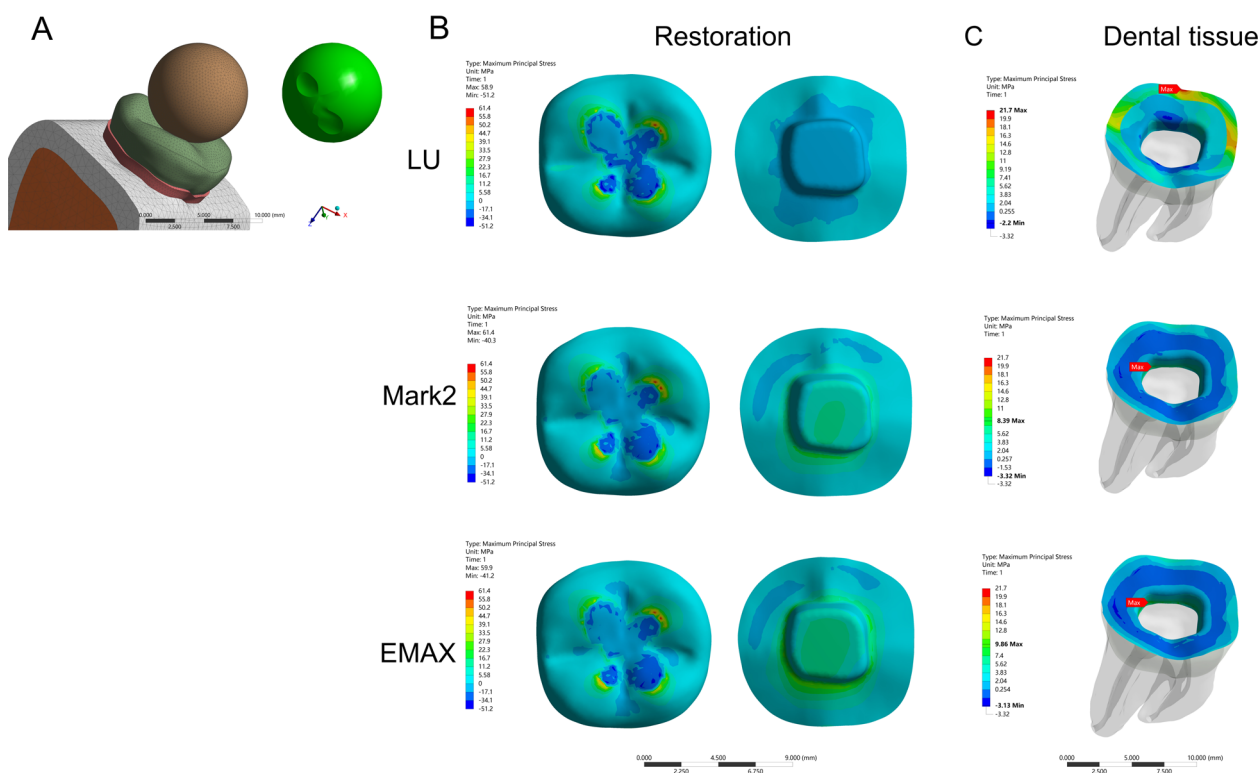 A
B
Restoration
C
Dental tissue
0.000
5.000
10.000 (mm)
2.500
7.500
X
Z
LU
Type: Maximum Principal Stress
Unit: MPa
Time: 1
Max: 58.9
Min: -51.2
61.4
55.8
50.2
44.7
39.1
33.5
27.9
22.3
16.7
11.2
5.58
0
-17.1
-34.1
-51.2
Type: Maximum Principal Stress
Unit: MPa
Time: 1
21.7 Max
19.9
18.1
16.3
14.6
12.8
11
9.19
7.41
5.62
3.83
2.04
0.255
-2.2 Min
-3.32
Max
Mark2
Type: Maximum Principal Stress
Unit: MPa
Time: 1
Max: 61.4
Min: -40.3
61.4
55.8
50.2
44.7
39.1
33.5
27.9
22.3
16.7
11.2
5.58
0
-17.1
-34.1
-51.2
Type: Maximum Principal Stress
Unit: MPa
Time: 1
21.7
19.9
18.1
16.3
14.6
12.8
11
8.39 Max
5.62
3.83
2.04
0.257
-1.53
-3.32 Min
-3.32
Max
EMAX
Type: Maximum Principal Stress
Unit: MPa
Time: 1
Max: 59.9
Min: -41.2
61.4
55.8
50.2
44.7
39.1
33.5
27.9
22.3
16.7
11.2
5.58
0
-17.1
-34.1
-51.2
Type: Maximum Principal Stress
Unit: MPa
Time: 1
21.7
19.9
18.1
16.3
14.6
12.8
9.86 Max
7.4
5.62
3.83
2.04
0.254
-3.13 Min
-3.32
Max
0.000
4.500
9.000 (mm)
2.250
6.750
0.000
5.000
10.000 (mm)
2.500
7.500